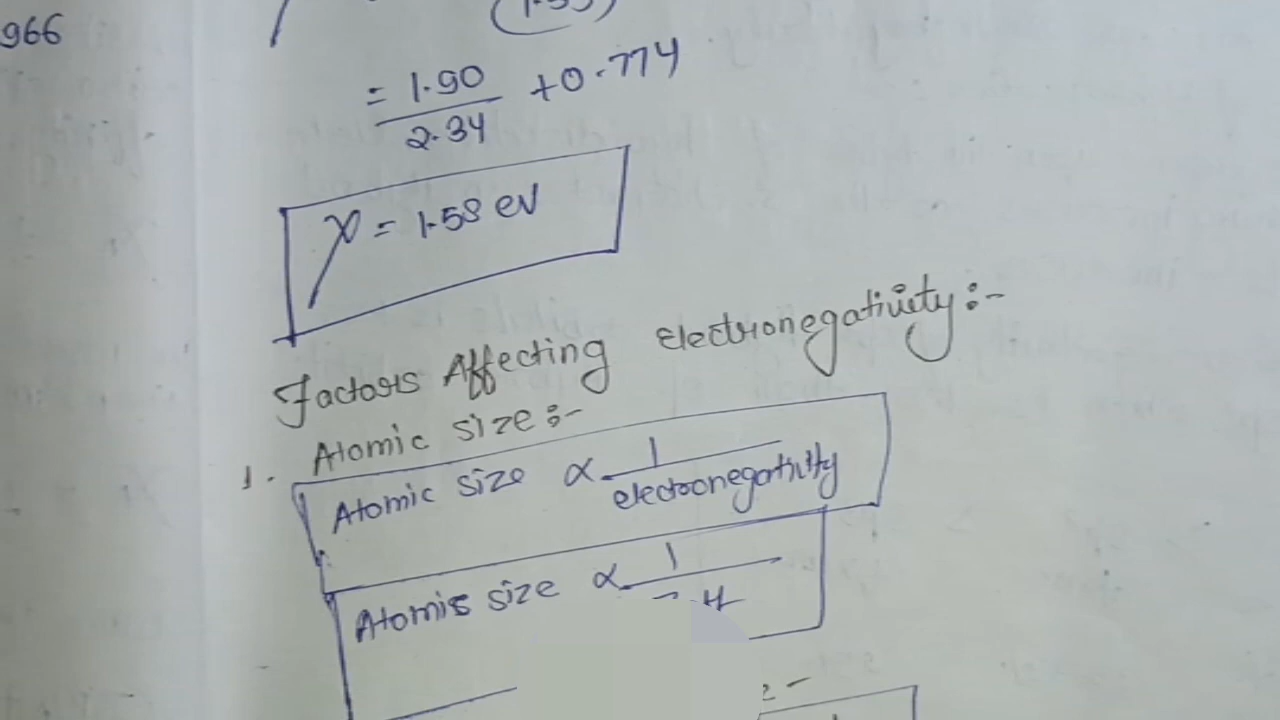 966
= 1.90 / 2.34 + 0.774
χ = 1.58 eV
Factors Affecting Electronegativity :-
1. Atomic size :-
Atomic size ∝ 1 / electronegativity
Atomic size ∝ 1 /